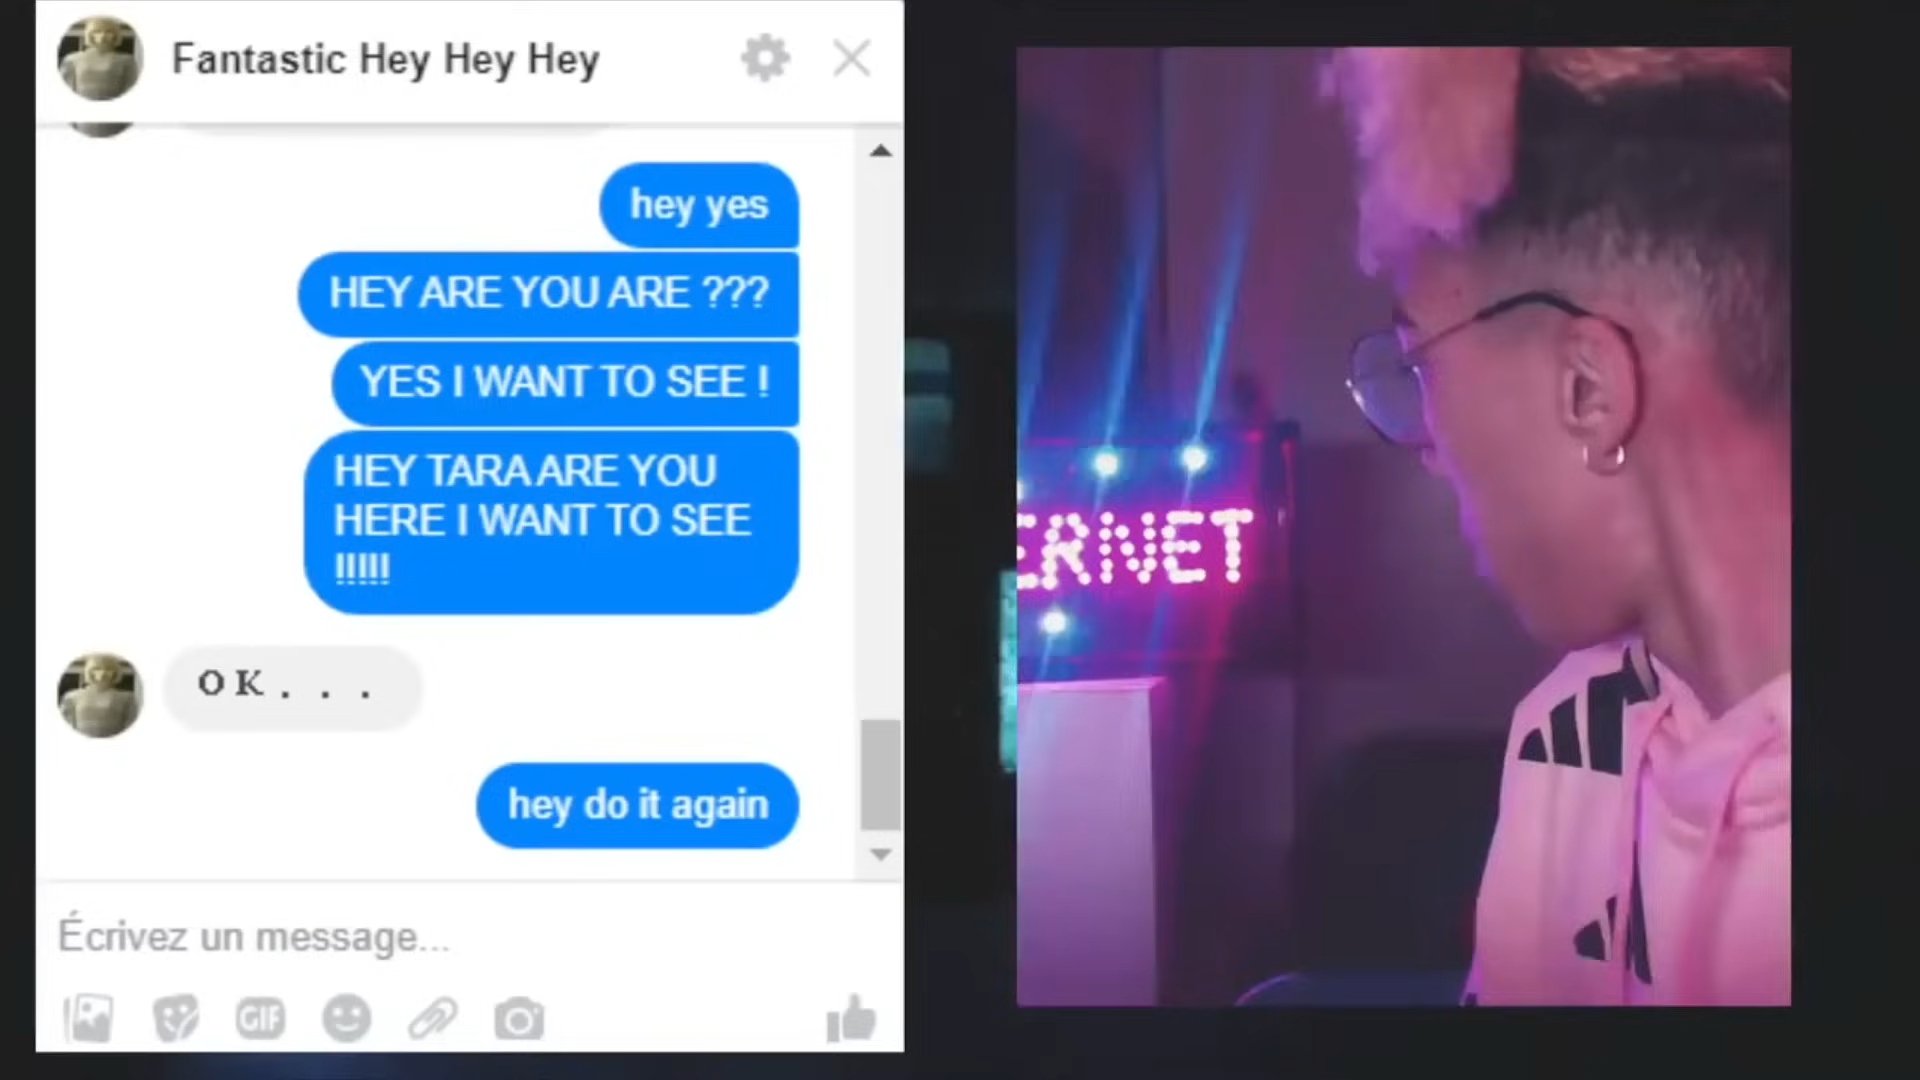 Fantastic Hey Hey Hey
hey yes
HEY ARE YOU ARE ???
YES I WANT TO SEE !
HEY TARA ARE YOU
HERE I WANT TO SEE
!!!!!
OK...
hey do it again
Écrivez un message...
GIF
ERNET